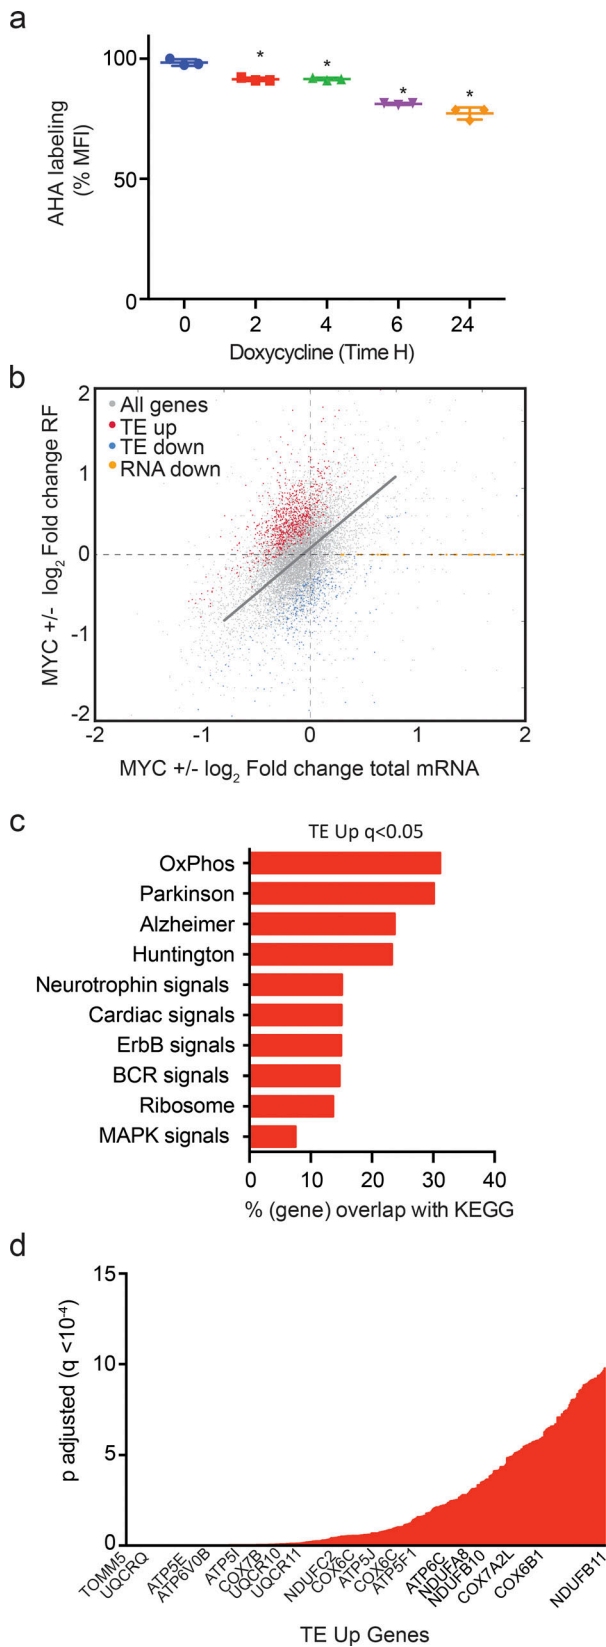 a
100
50
0
AHA labeling
(% MFI)
*
*
*
*
0 2 4 6 24
Doxycycline (Time H)
b
2
1
0
-1
-2
MYC +/- log2 Fold change RF
All genes
TE up
TE down
RNA down
-2 -1 0 1 2
MYC +/- log2 Fold change total mRNA
c
TE Up q<0.05
OxPhos
Parkinson
Alzheimer
Huntington
Neurotrophin signals
Cardiac signals
ErbB signals
BCR signals
Ribosome
MAPK signals
0 10 20 30 40
% (gene) overlap with KEGG
d
15
10
5
0
p adjusted (q <10-4)
TOMM5
UQCRQ
ATP5E
ATP6V0B
ATP5I
COX7B
UQCR10
UQCR11
NDUFC2
COX6C
ATP5J
COX6C
ATP5F1
ATP6C
NDUFA8
NDUFB10
COX7A2L
COX6B1
NDUFB11
TE Up Genes